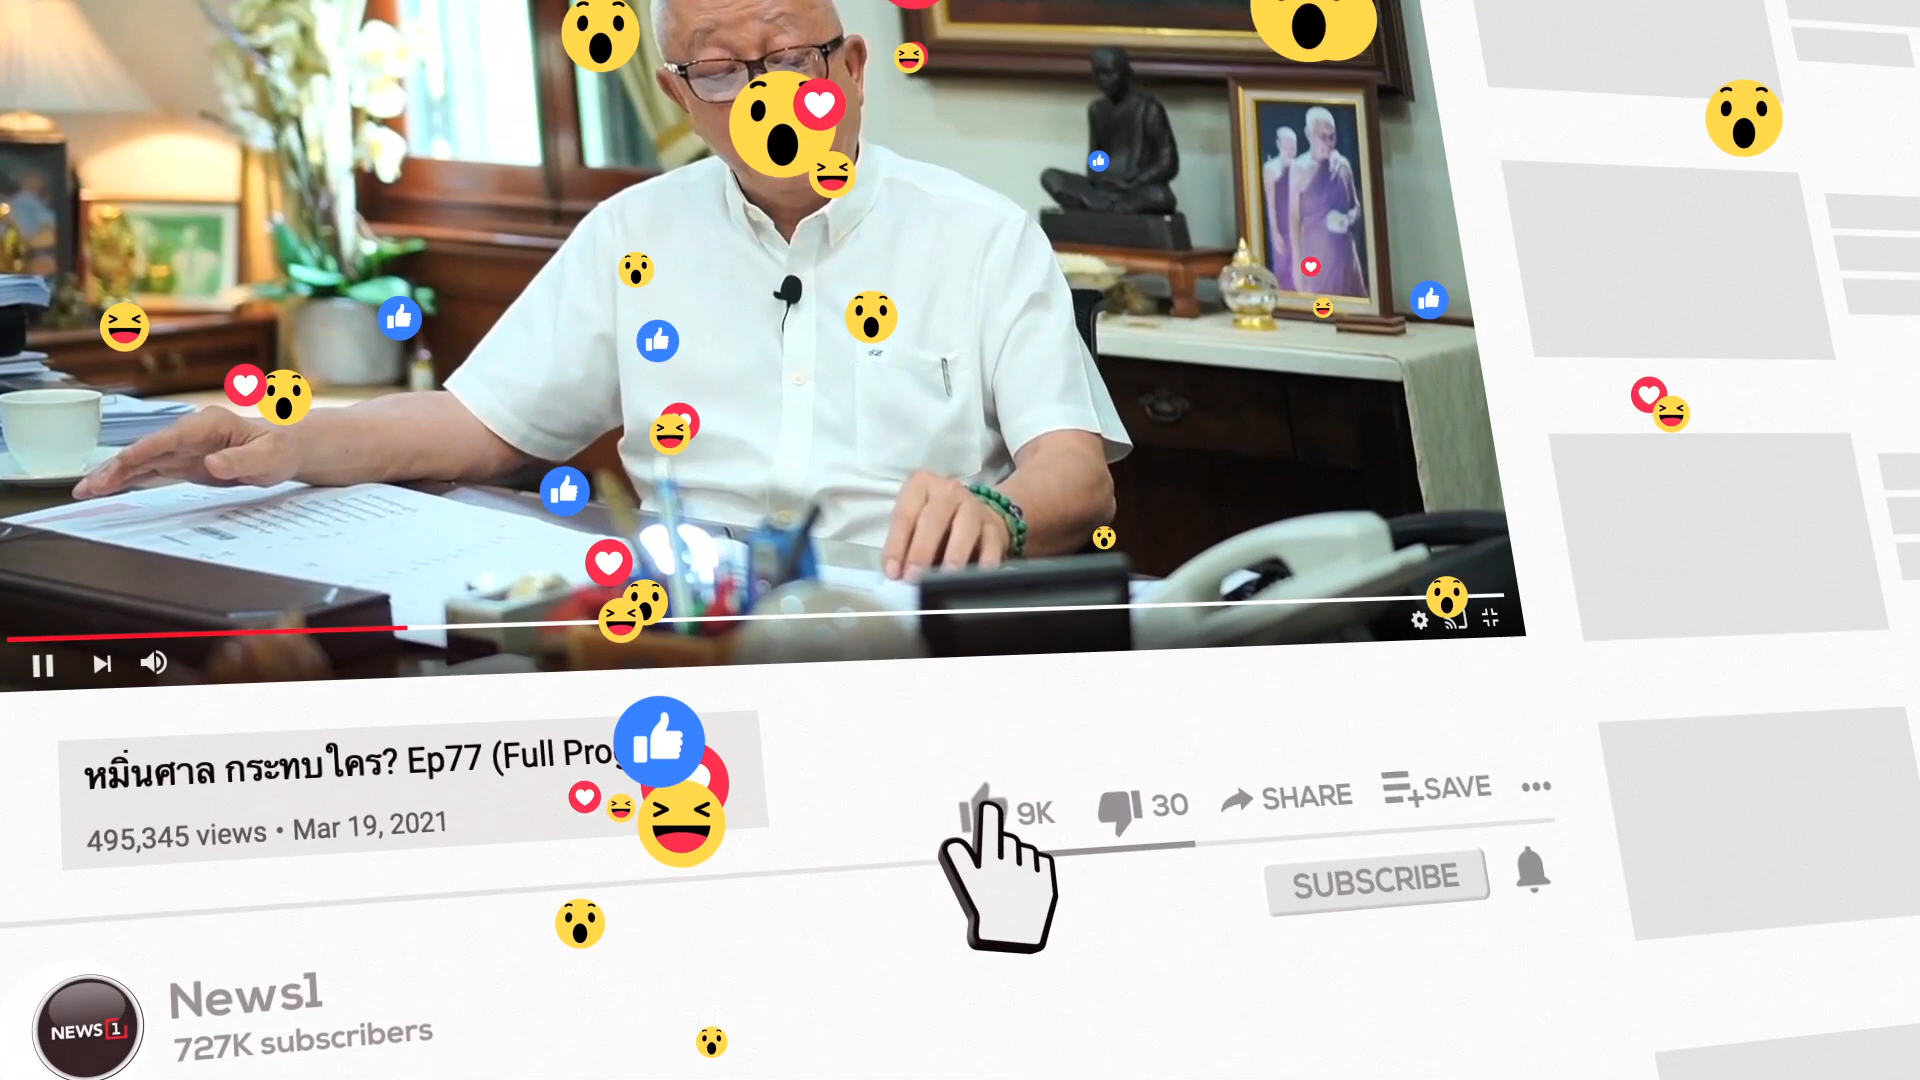 หมิ่นศาล กระทบใคร? Ep77 (Full Pro
495,345 views • Mar 19, 2021
9K
30
SHARE
SAVE
SUBSCRIBE
NEWS 1
News1
727K subscribers